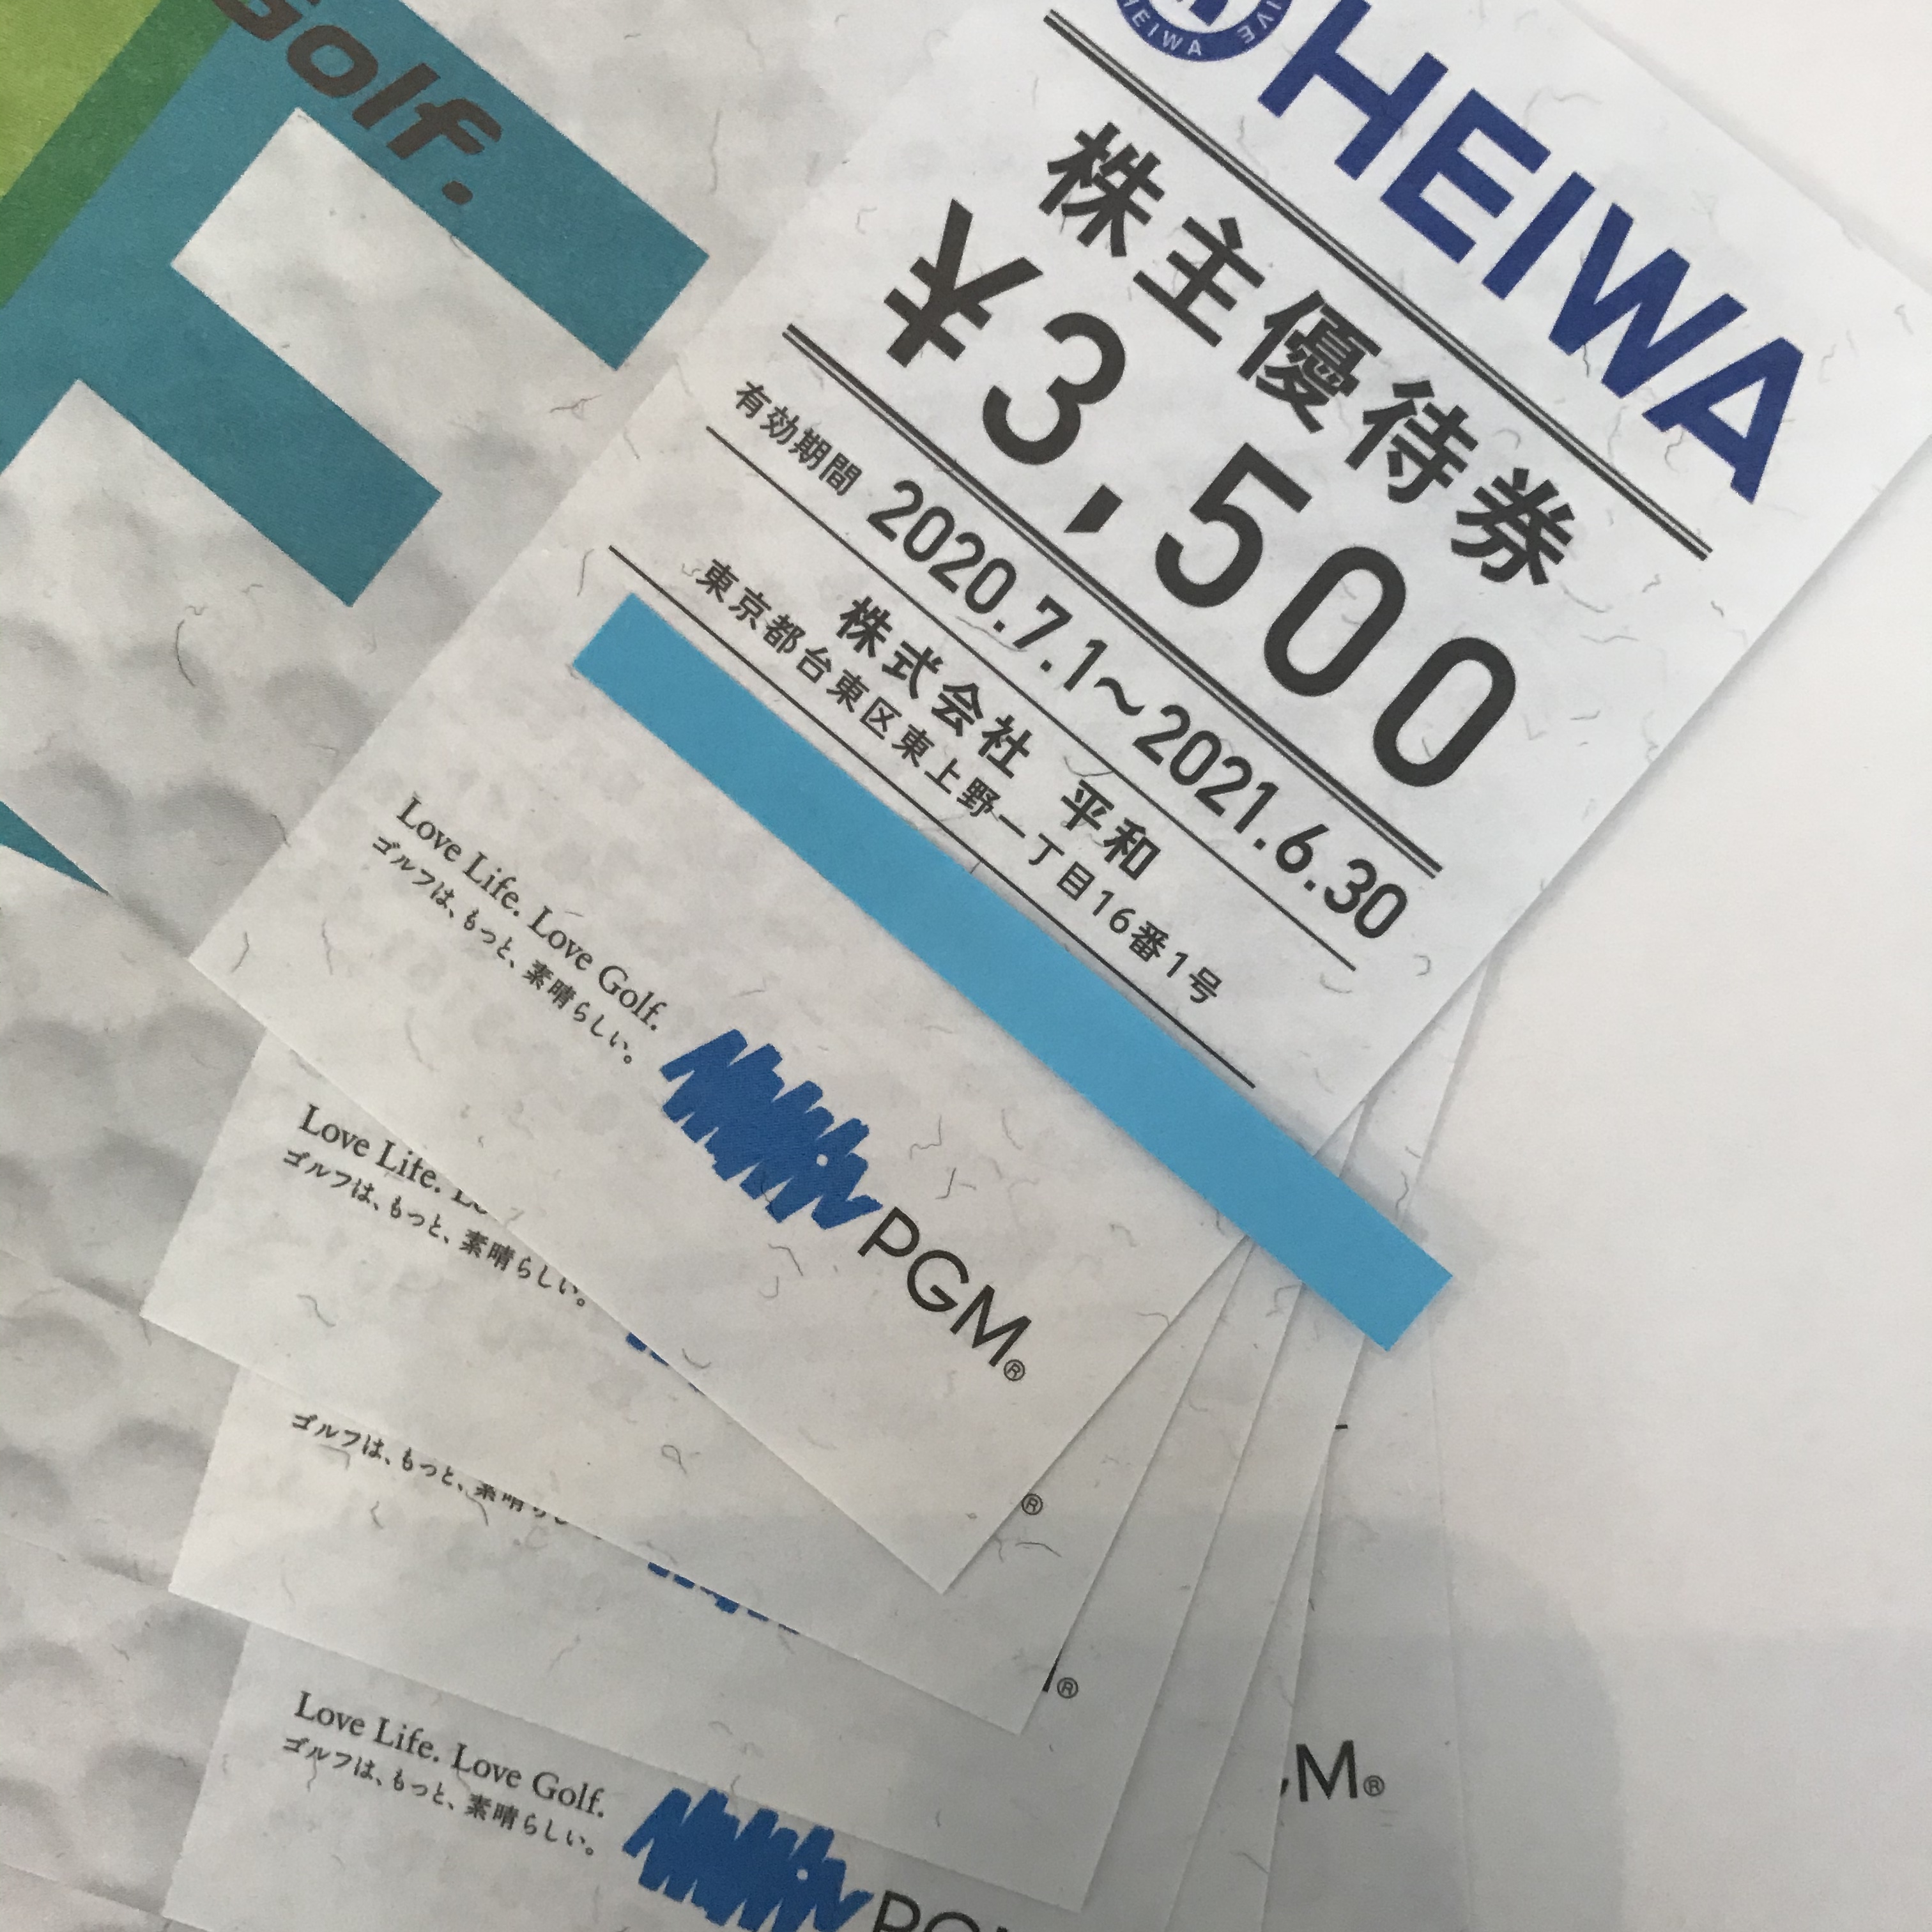 Golf.
HEIWA
HEIWA
株主優待券
¥3,500
有効期間 2020.7.1～2021.6.30
株式会社 平和
東京都台東区東上野一丁目16番1号
Love Life. Love Golf.
ゴルフは、もっと、素晴らしい。
PGM®
Love Life.
ゴルフは、もっと、素晴らしい。
®
ゴルフは、もっと、素晴らし
®
Love Life. Love Golf.
ゴルフは、もっと、素晴らしい。
M®